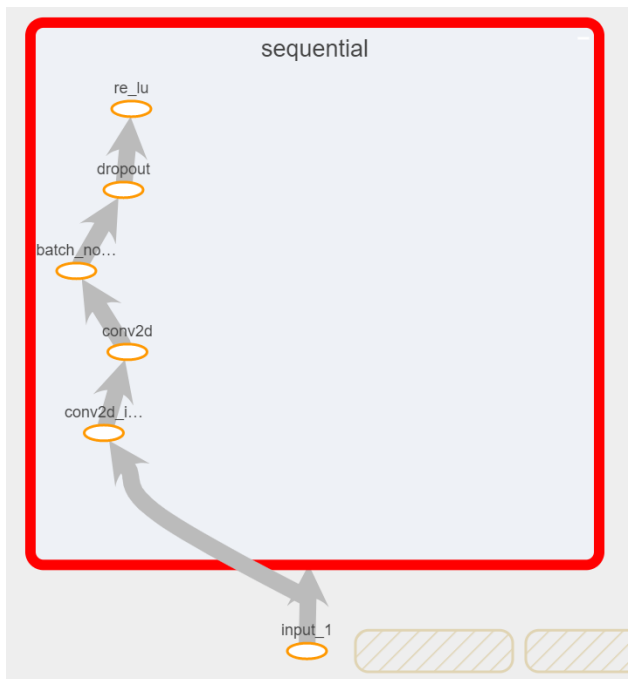 sequential
re_lu
dropout
batch_no...
conv2d
conv2d_i...
input_1